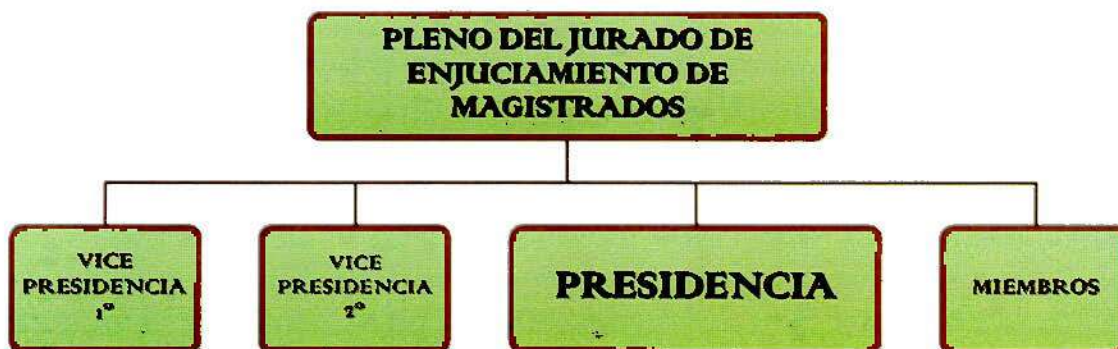 PLENO DEL JURADO DE
ENJUCIAMIENTO DE
MAGISTRADOS
VICE
PRESIDENCIA
1º
VICE
PRESIDENCIA
2º
PRESIDENCIA
MIEMBROS